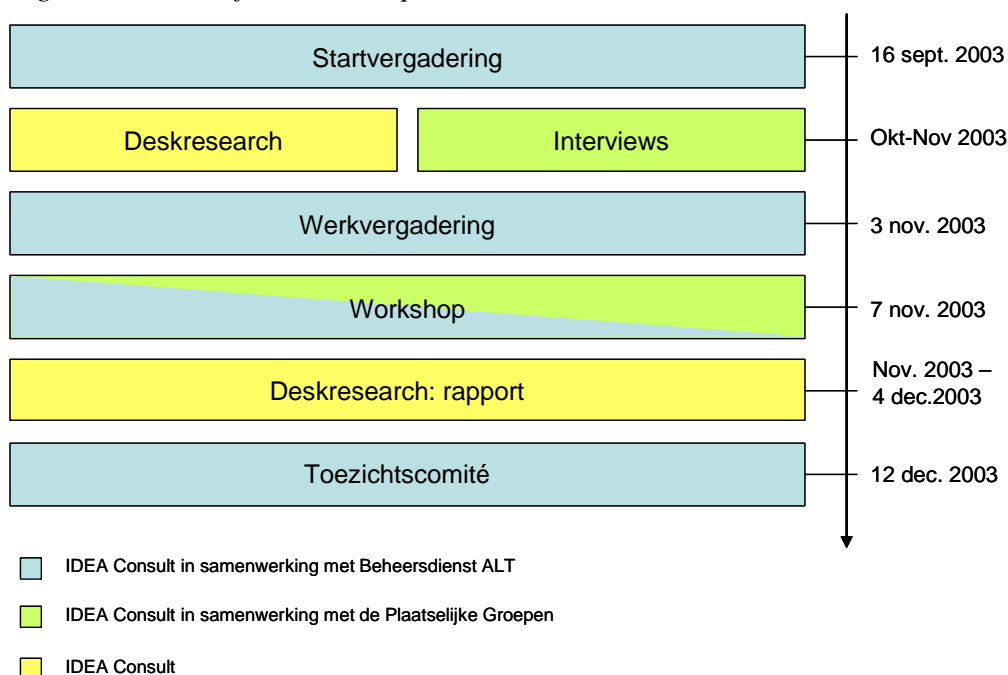 Startvergadering
16 sept. 2003
Deskresearch
Interviews
Okt-Nov 2003
Werkvergadering
3 nov. 2003
Workshop
7 nov. 2003
Deskresearch: rapport
Nov. 2003 –
4 dec.2003
Toezichtscomité
12 dec. 2003
IDEA Consult in samenwerking met Beheersdienst ALT
IDEA Consult in samenwerking met de Plaatselijke Groepen
IDEA Consult